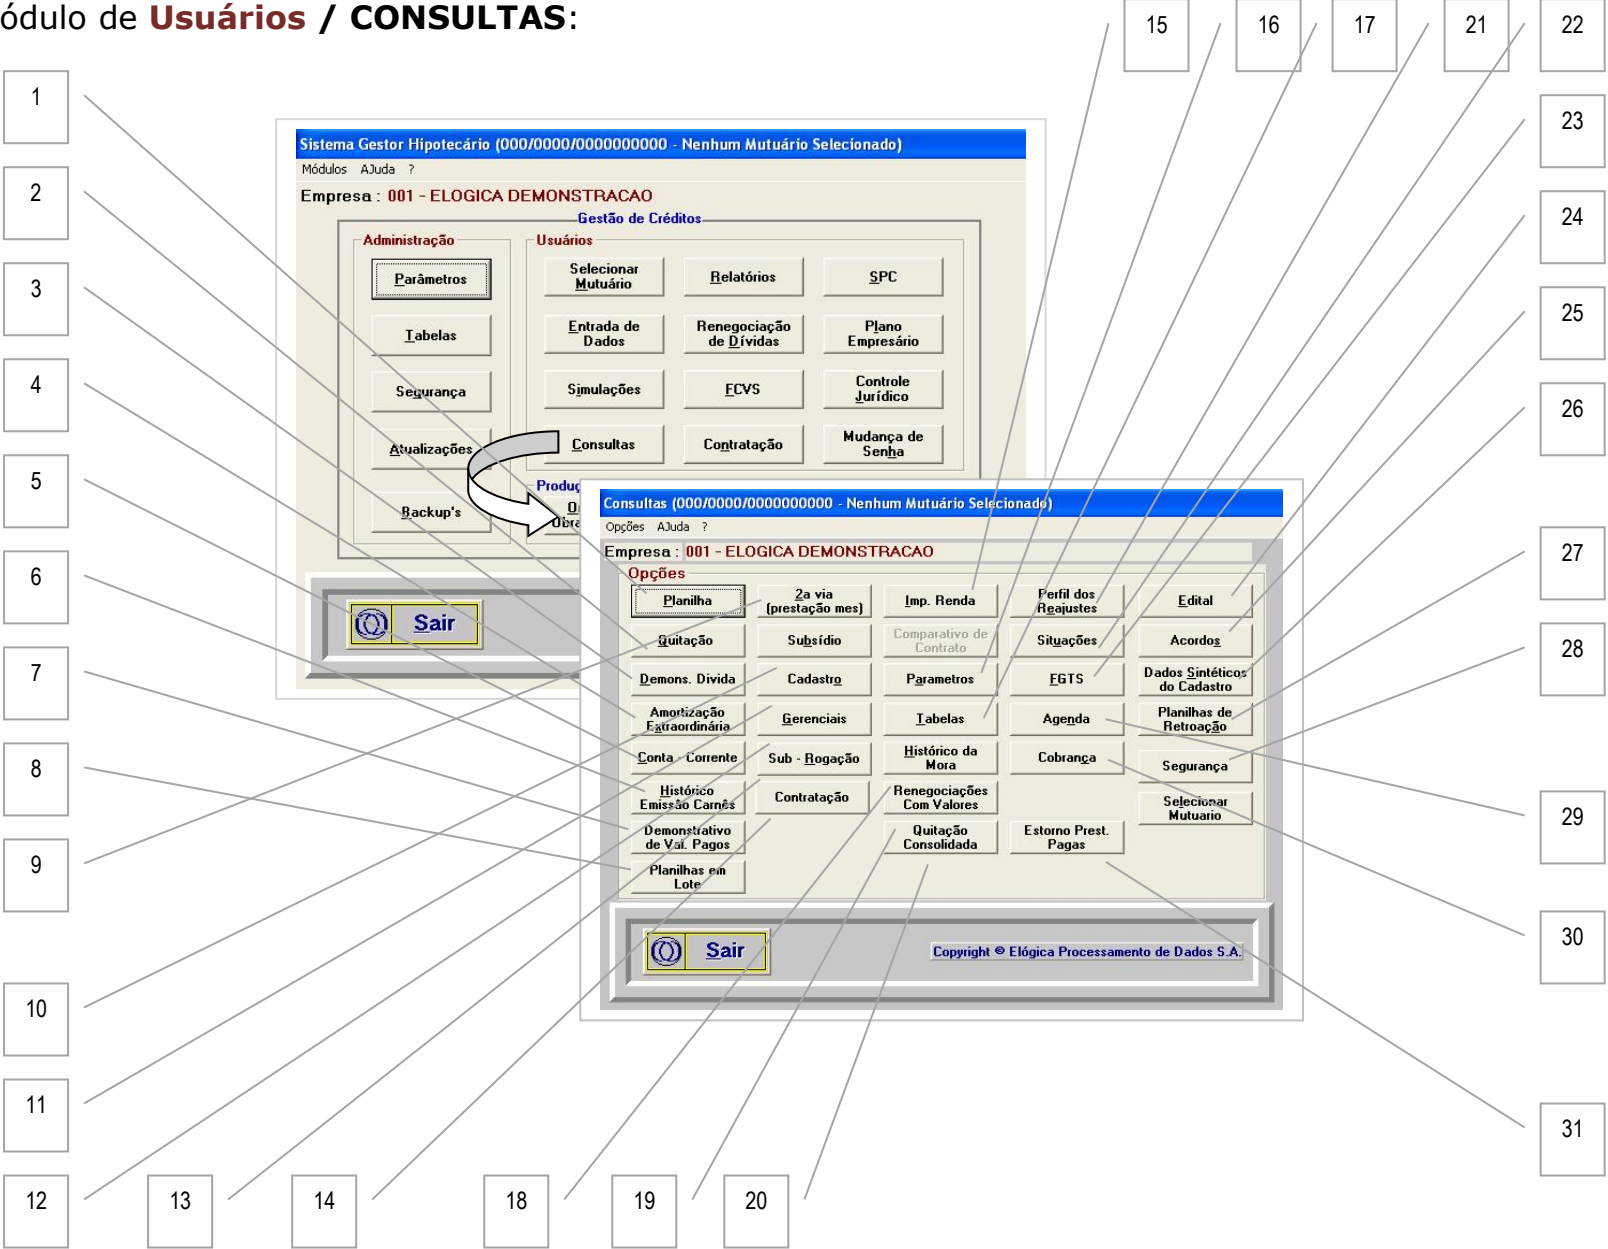 ódulo de Usuários / CONSULTAS:
15
16
17
21
22
1
23
2
24
3
25
4
26
5
27
6
28
7
8
29
9
30
10
11
31
12
13
14
18
19
20
Sistema Gestor Hipotecário (000/0000/0000000000 - Nenhum Mutuário Selecionado)
Módulos AJuda ?
Empresa : 001 - ELOGICA DEMONSTRACAO
Gestão de Créditos
Administração
Parâmetros
Tabelas
Segurança
Atualizações
Backup's
Usuários
Selecionar
Mutuário
Relatórios
SPC
Entrada de
Dados
Renegociação
de Dívidas
Plano
Empresário
Simulações
FCVS
Controle
Jurídico
Consultas
Contratação
Mudança de
Senha
Sair
Consultas (000/0000/0000000000 - Nenhum Mutuário Selecionado)
Opções AJuda ?
Empresa : 001 - ELOGICA DEMONSTRACAO
Opções
Planilha
2a via
(prestação mes)
Imp. Renda
Perfil dos
Reajustes
Edital
Quitação
Subsídio
Comparativo de
Contrato
Situações
Acordos
Demons. Divida
Cadastro
Parametros
FGTS
Dados Sintéticos
do Cadastro
Amortização
Extraordinária
Gerenciais
Tabelas
Agenda
Planilhas de
Retroação
Conta - Corrente
Sub - Rogação
Histórico da
Mora
Cobrança
Segurança
Histórico
Emissão Carnês
Contratação
Renegociações
Com Valores
Selecionar
Mutuario
Demonstrativo
de Val. Pagos
Quitação
Consolidada
Estorno Prest.
Pagas
Planilhas em
Lote
Sair
Copyright © Elógica Processamento de Dados S.A.